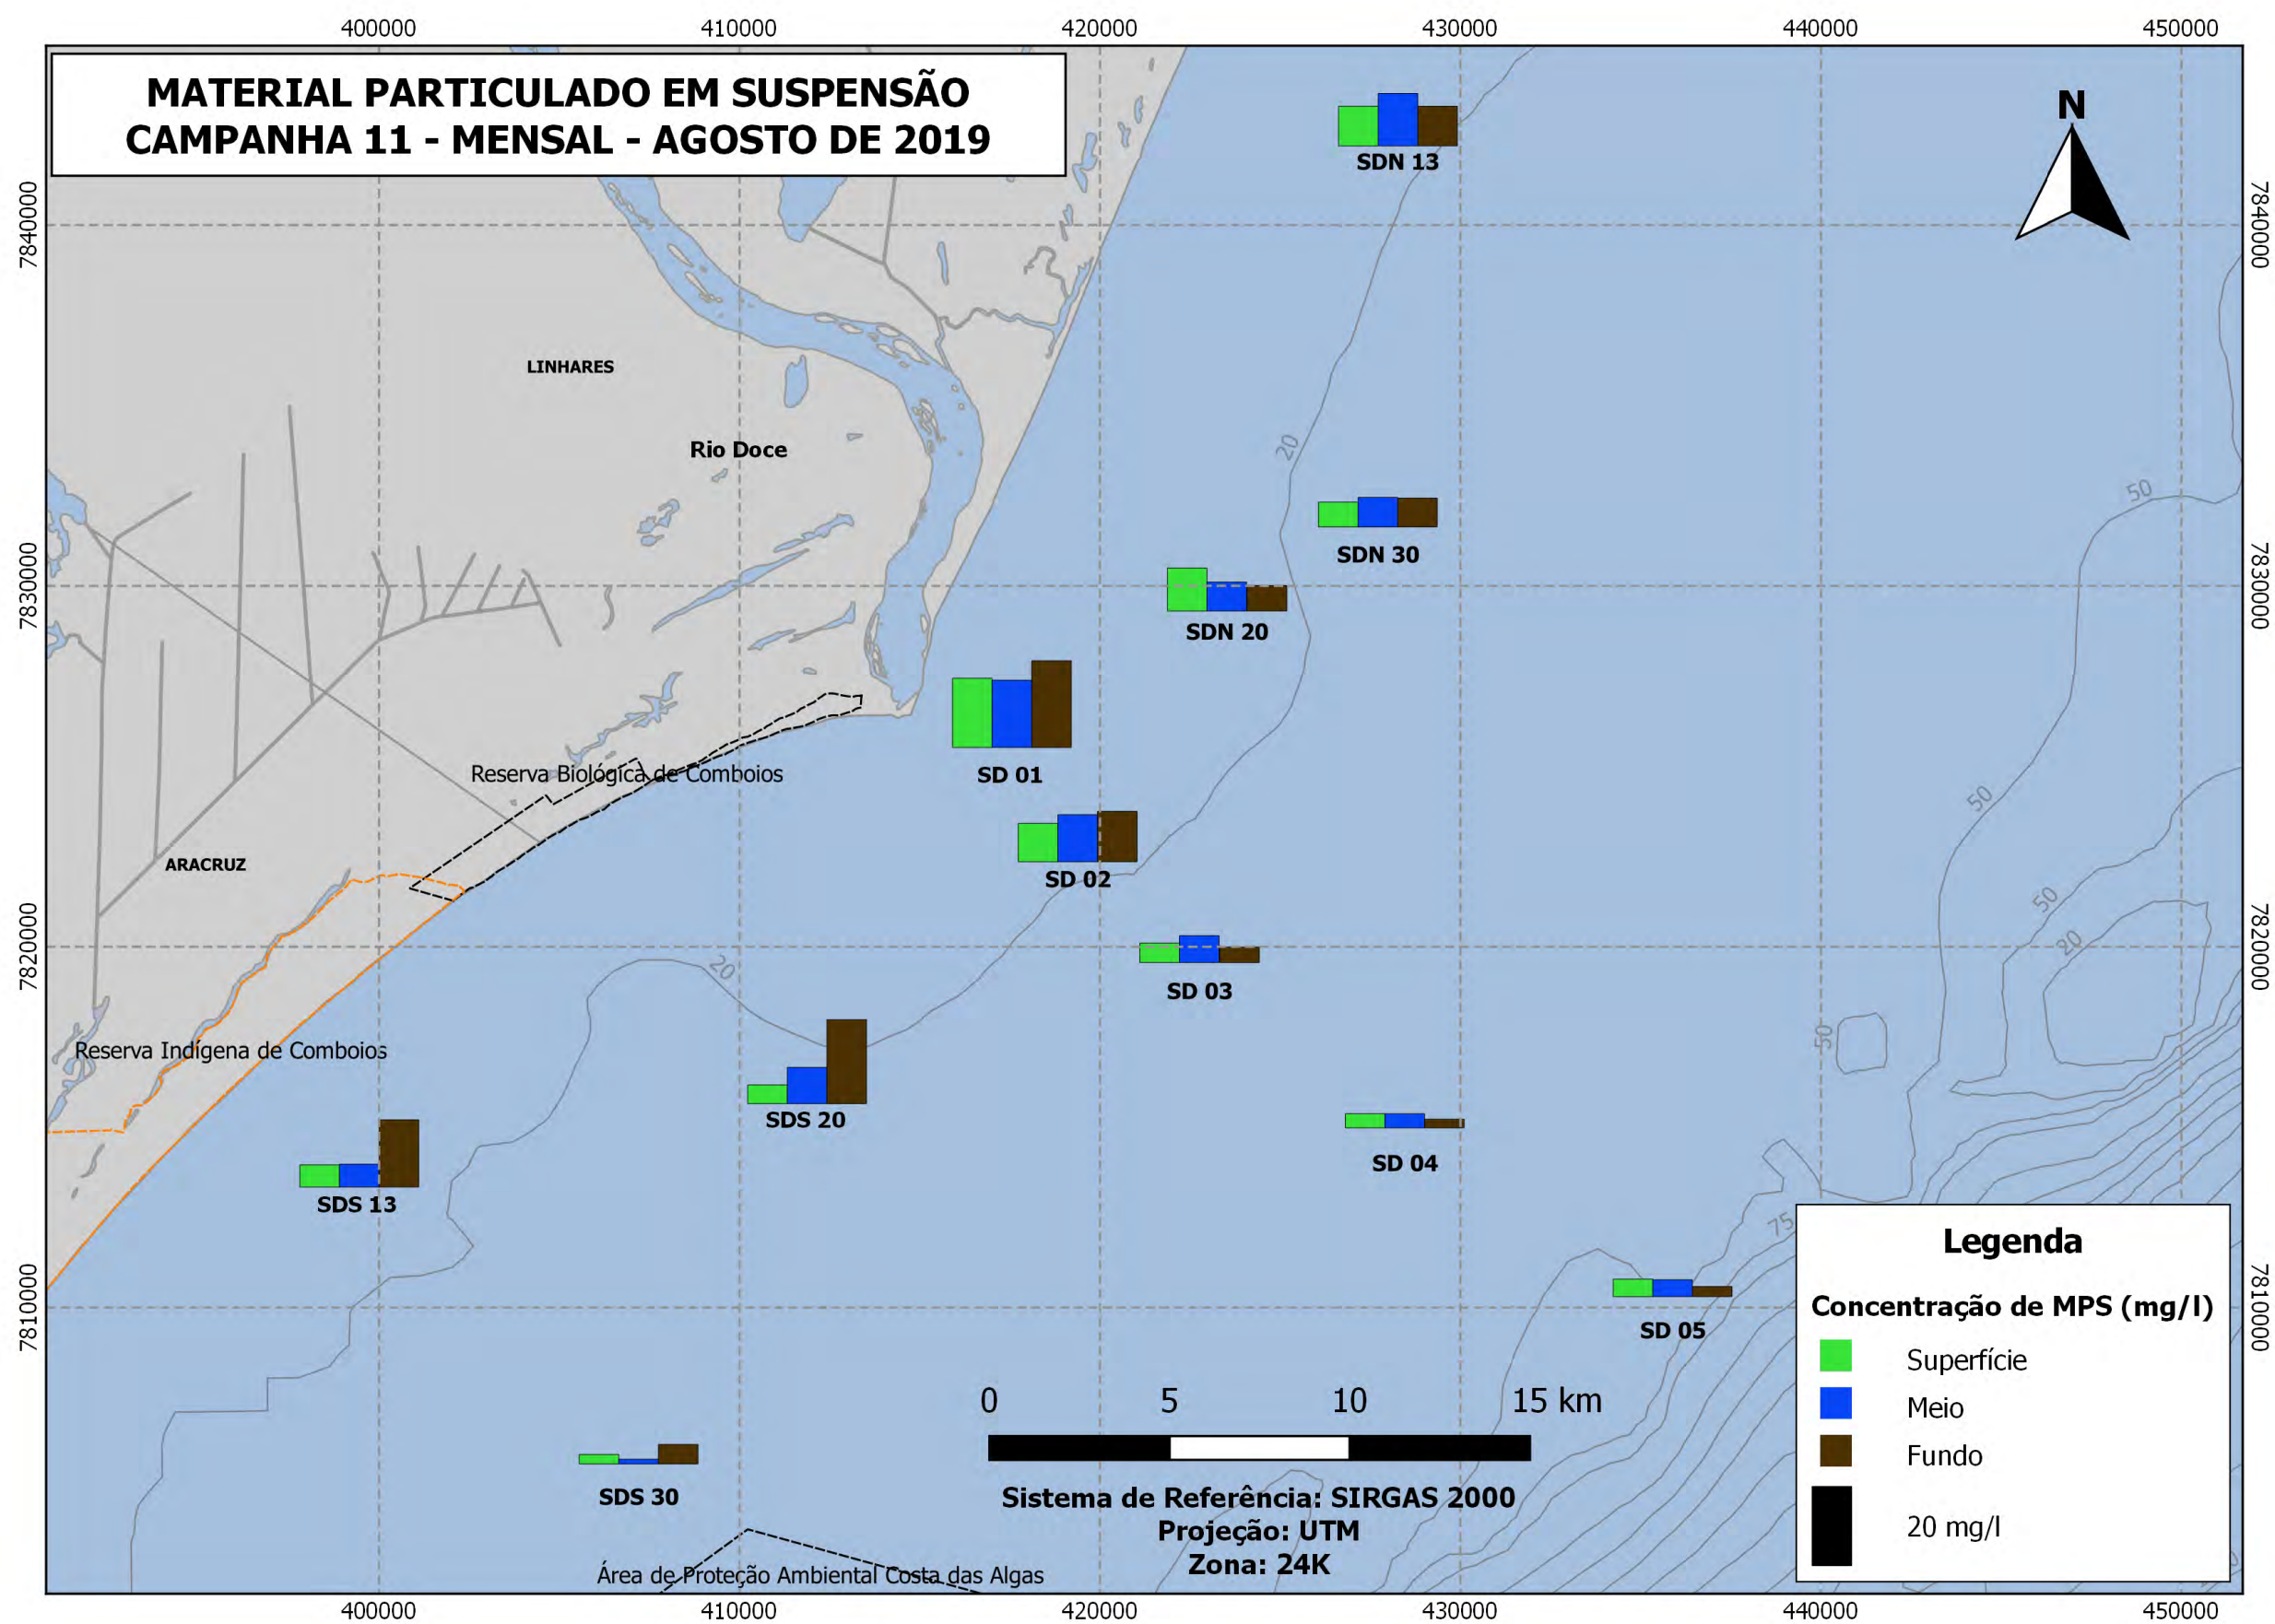 400000
410000
420000
430000
440000
450000
MATERIAL PARTICULADO EM SUSPENSÃO
CAMPANHA 11 - MENSAL - AGOSTO DE 2019
N
SDN 13
7840000
7840000
LINHARES
Rio Doce
20
50
SDN 30
7830000
7830000
SDN 20
SD 01
Reserva Biológica de Comboios
50
ARACRUZ
SD 02
50
20
7820000
7820000
20
SD 03
50
Reserva Indígena de Comboios
SDS 20
SD 04
SDS 13
75
7810000
7810000
SD 05
Legenda
Concentração de MPS (mg/l)
Superfície
Meio
Fundo
20 mg/l
0
5
10
15 km
SDS 30
Sistema de Referência: SIRGAS 2000
Projeção: UTM
Zona: 24K
Área de Proteção Ambiental Costa das Algas
400000
410000
420000
430000
440000
450000